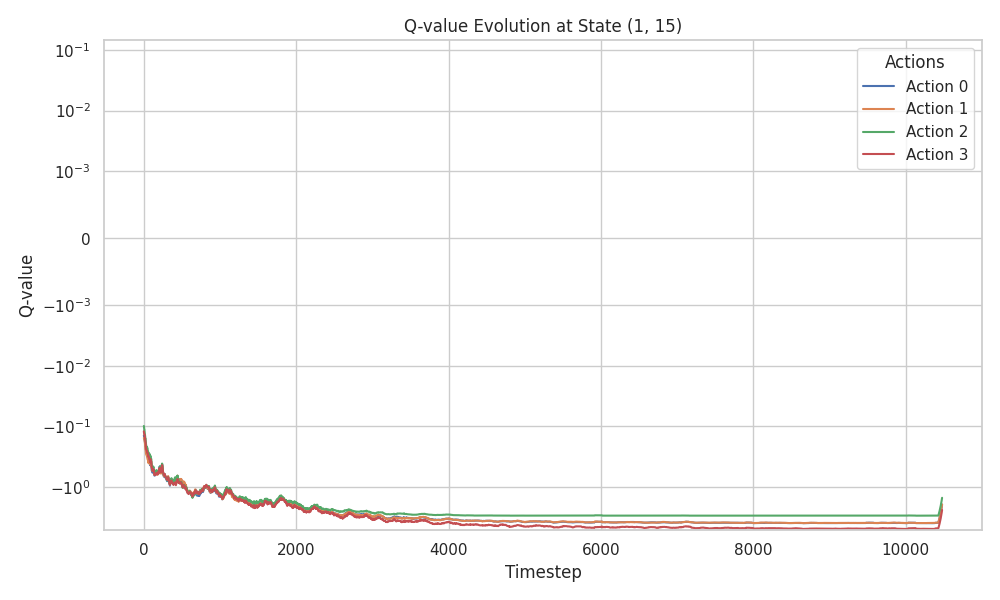 Q-value Evolution at State (1, 15)
Q-value
10⁻¹
10⁻²
10⁻³
0
−10⁻³
−10⁻²
−10⁻¹
−10⁰
Actions
Action 0
Action 1
Action 2
Action 3
0 2000 4000 6000 8000 10000
Timestep